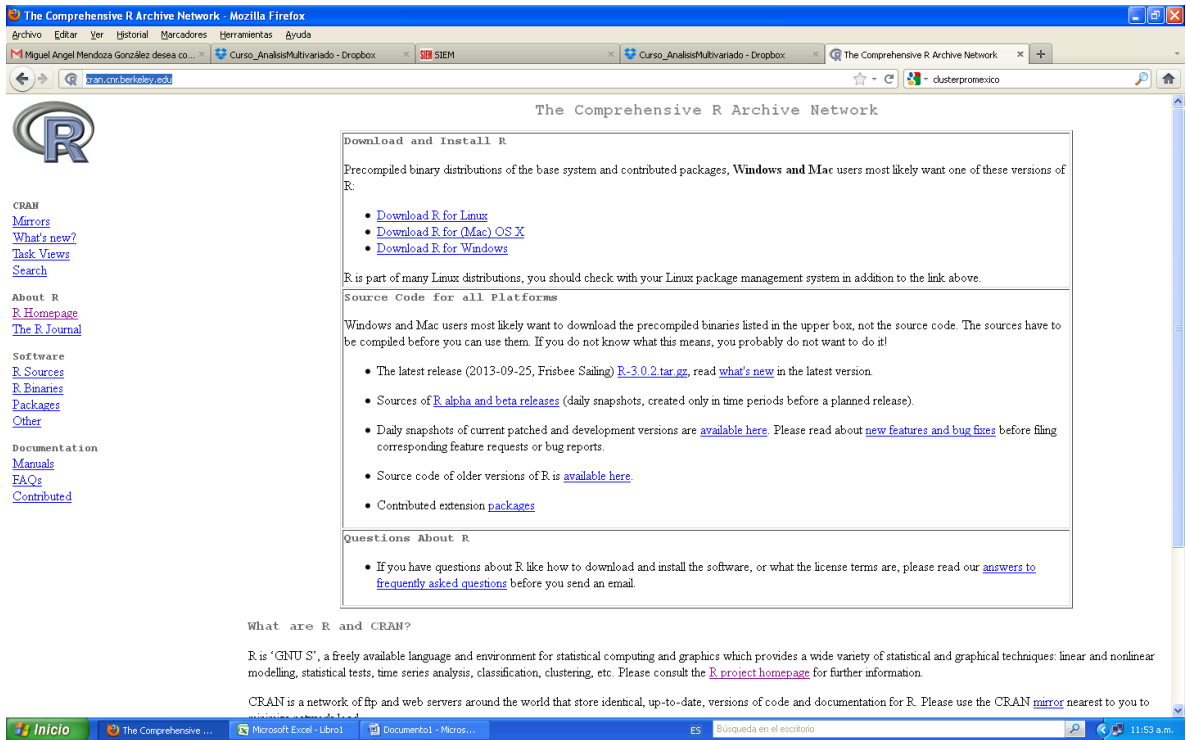 The Comprehensive R Archive Network - Mozilla Firefox
Archivo Editar Ver Historial Marcadores Herramientas Ayuda
Miguel Angel Mendoza González desea co... Curso_AnalisisMultivariado - Dropbox SIEM SIEM Curso_AnalisisMultivariado - Dropbox The Comprehensive R Archive Network
cran.cnr.berkeley.edu clusterpromexico
R
The Comprehensive R Archive Network
CRAN
Mirrors
What's new?
Task Views
Search
About R
R Homepage
The R Journal
Software
R Sources
R Binaries
Packages
Other
Documentation
Manuals
FAQs
Contributed
Download and Install R
Precompiled binary distributions of the base system and contributed packages, Windows and Mac users most likely want one of these versions of
R:
• Download R for Linux
• Download R for (Mac) OS X
• Download R for Windows
R is part of many Linux distributions, you should check with your Linux package management system in addition to the link above.
Source Code for all Platforms
Windows and Mac users most likely want to download the precompiled binaries listed in the upper box, not the source code. The sources have to
be compiled before you can use them. If you do not know what this means, you probably do not want to do it!
• The latest release (2013-09-25, Frisbee Sailing) R-3.0.2.tar.gz, read what's new in the latest version.
• Sources of R alpha and beta releases (daily snapshots, created only in time periods before a planned release).
• Daily snapshots of current patched and development versions are available here. Please read about new features and bug fixes before filing
corresponding feature requests or bug reports.
• Source code of older versions of R is available here.
• Contributed extension packages
Questions About R
• If you have questions about R like how to download and install the software, or what the license terms are, please read our answers to
frequently asked questions before you send an email.
What are R and CRAN?
R is ‘GNU S’, a freely available language and environment for statistical computing and graphics which provides a wide variety of statistical and graphical techniques: linear and nonlinear
modelling, statistical tests, time series analysis, classification, clustering, etc. Please consult the R project homepage for further information.
CRAN is a network of ftp and web servers around the world that store identical, up-to-date, versions of code and documentation for R. Please use the CRAN mirror nearest to you to
minimize network load.
Inicio The Comprehensive ... Microsoft Excel - Libro1 Documento1 - Micros... ES Búsqueda en el escritorio 11:53 a.m.